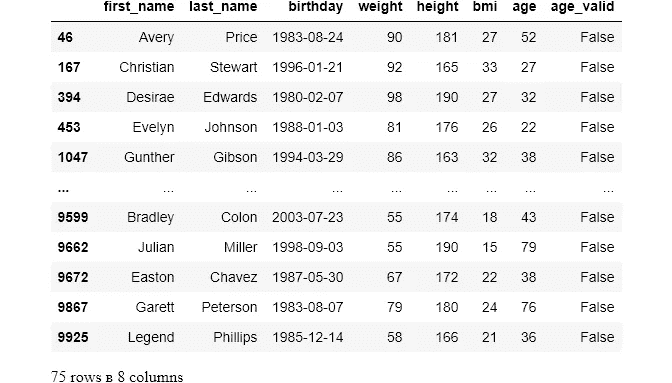 first_name last_name birthday weight height bmi age age_valid
46 Avery Price 1983-08-24 90 181 27 52 False
167 Christian Stewart 1996-01-21 92 165 33 27 False
394 Desirae Edwards 1980-02-07 98 190 27 32 False
453 Evelyn Johnson 1988-01-03 81 176 26 22 False
1047 Gunther Gibson 1994-03-29 86 163 32 38 False
... ... ... ... ... ... ... ... ...
9599 Bradley Colon 2003-07-23 55 174 18 43 False
9662 Julian Miller 1998-09-03 55 190 15 79 False
9672 Easton Chavez 1987-05-30 67 172 22 38 False
9867 Garett Peterson 1983-08-07 79 180 24 76 False
9925 Legend Phillips 1985-12-14 58 166 21 36 False
75 rows в 8 columns